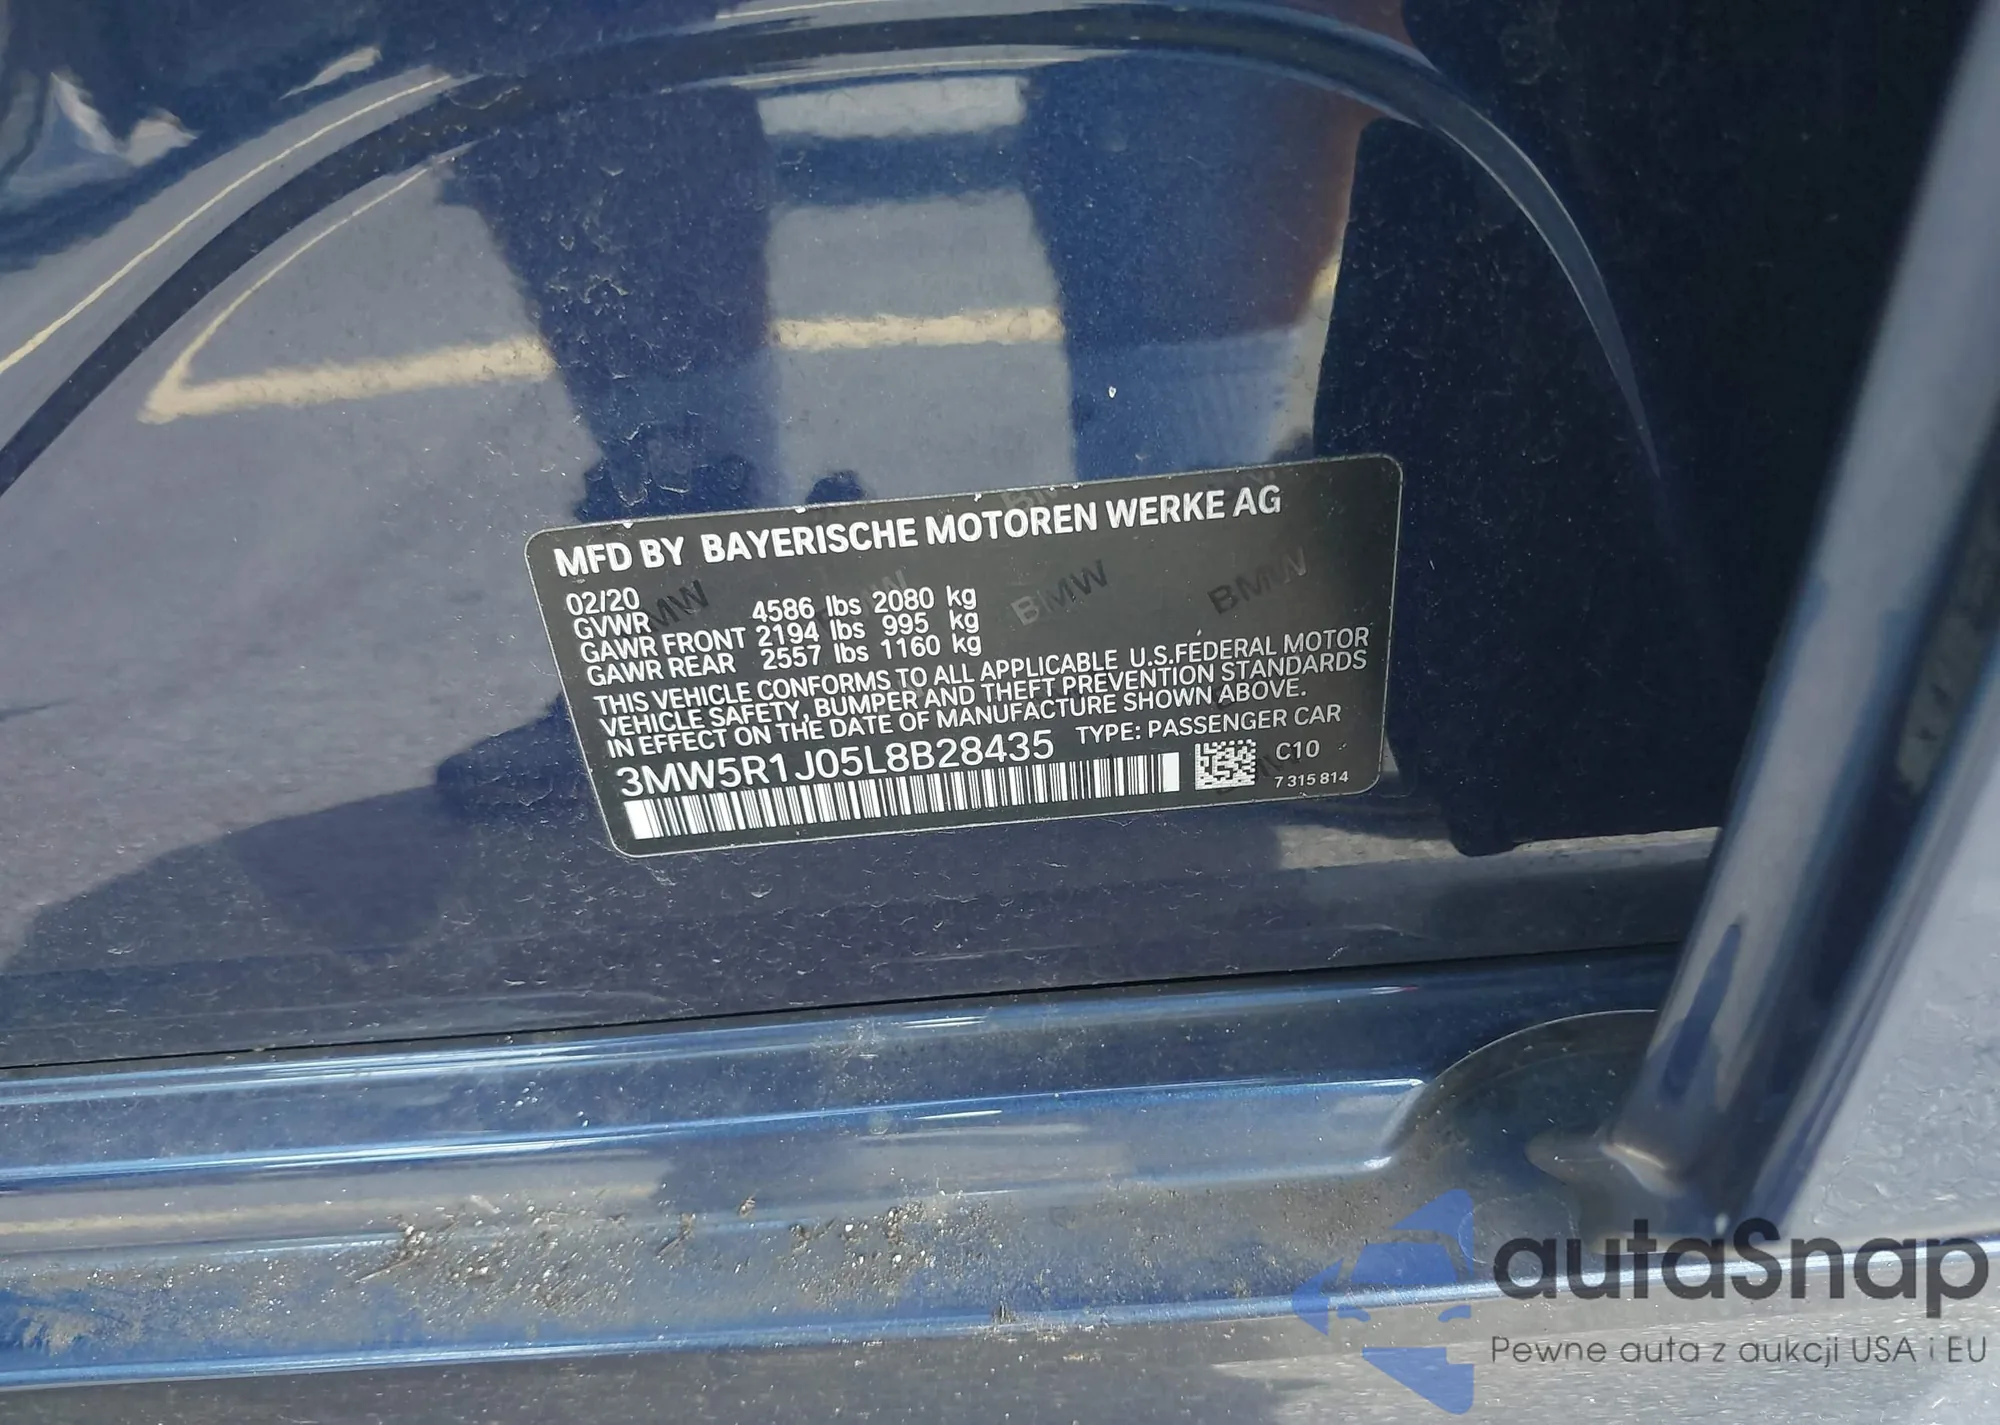 MFD BY BAYERISCHE MOTOREN WERKE AG
02/20
GVWR 4586 lbs 2080 kg
GAWR FRONT 2194 lbs 995 kg
GAWR REAR 2557 lbs 1160 kg
THIS VEHICLE CONFORMS TO ALL APPLICABLE U.S.FEDERAL MOTOR
VEHICLE SAFETY, BUMPER AND THEFT PREVENTION STANDARDS
IN EFFECT ON THE DATE OF MANUFACTURE SHOWN ABOVE.
3MW5R1J05L8B28435 TYPE: PASSENGER CAR
C10
7 315 814
BMW BMW
autaSnap
Pewne auta z aukcji USA i EU